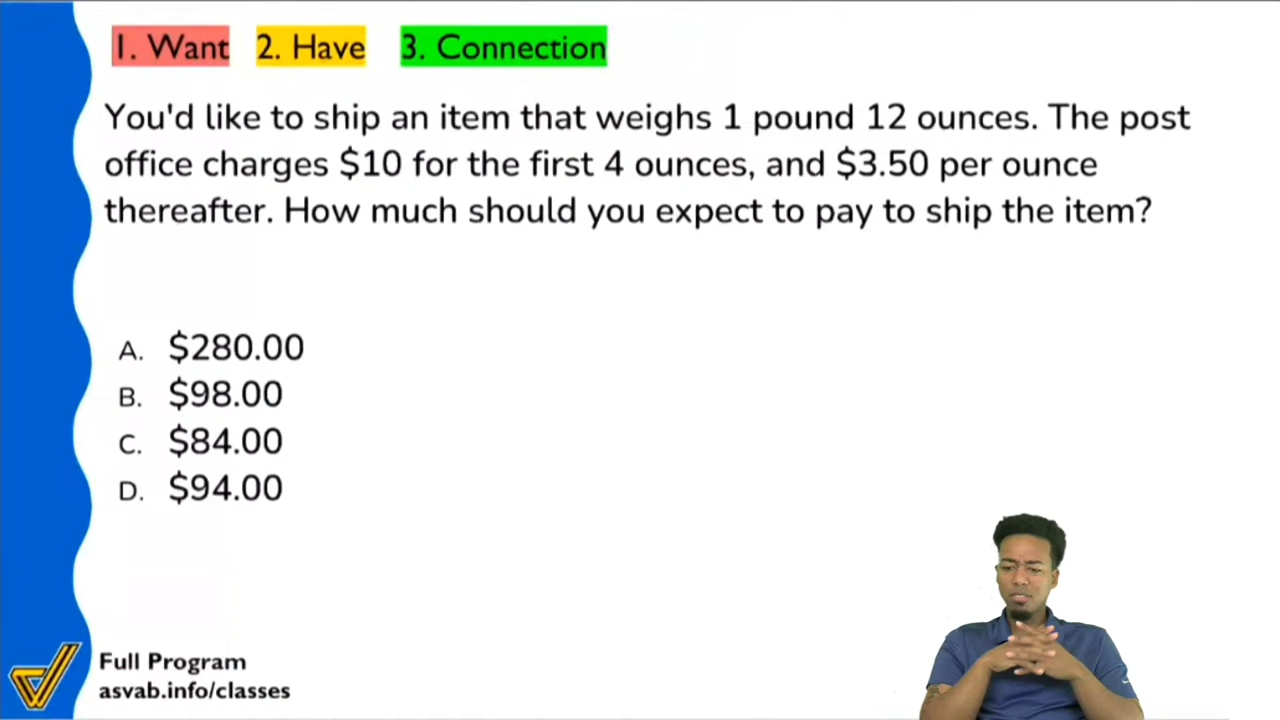 1. Want 2. Have 3. Connection
You'd like to ship an item that weighs 1 pound 12 ounces. The post
office charges $10 for the first 4 ounces, and $3.50 per ounce
thereafter. How much should you expect to pay to ship the item?
A. $280.00
B. $98.00
C. $84.00
D. $94.00
Full Program
asvab.info/classes